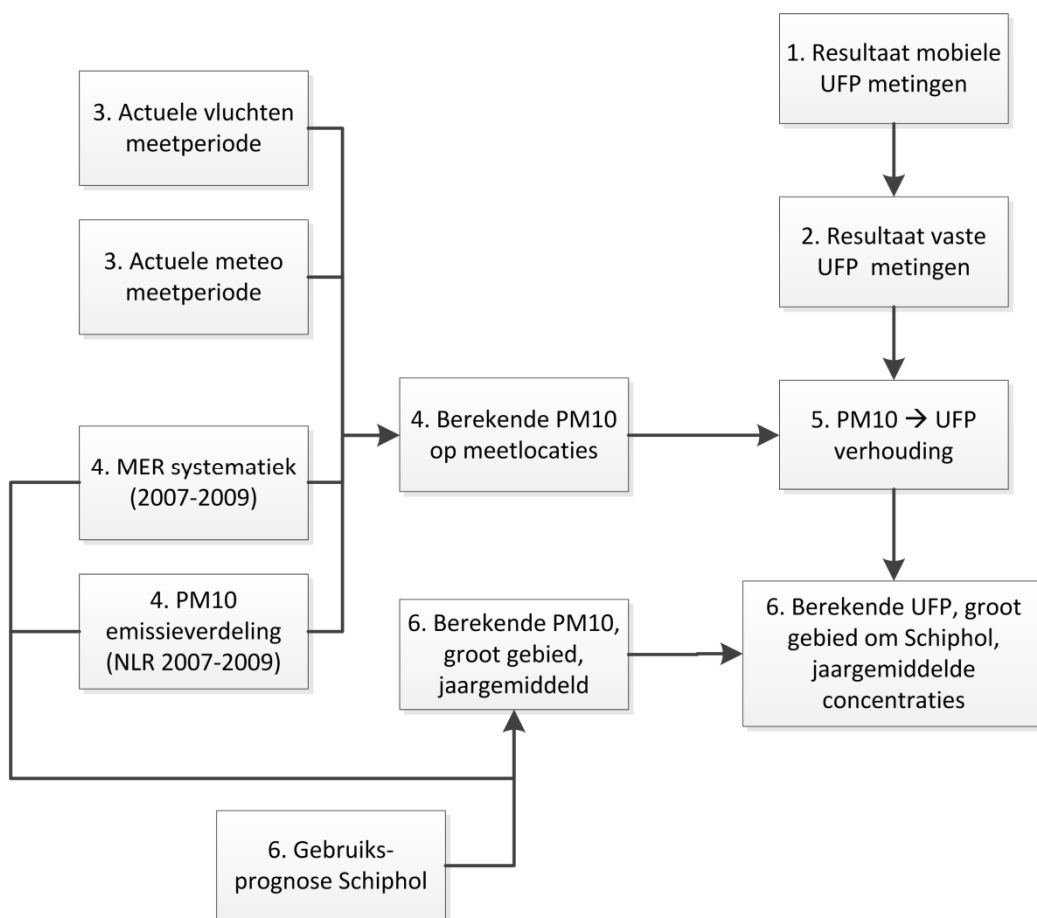 1. Resultaat mobiele
UFP metingen
3. Actuele vluchten
meetperiode
2. Resultaat vaste
UFP metingen
3. Actuele meteo
meetperiode
4. Berekende PM10
op meetlocaties
5. PM10 → UFP
verhouding
4. MER systematiek
(2007-2009)
4. PM10
emissieverdeling
(NLR 2007-2009)
6. Berekende PM10,
groot gebied,
jaargemiddeld
6. Berekende UFP, groot
gebied om Schiphol,
jaargemiddelde
concentraties
6. Gebruiks-
prognose Schiphol